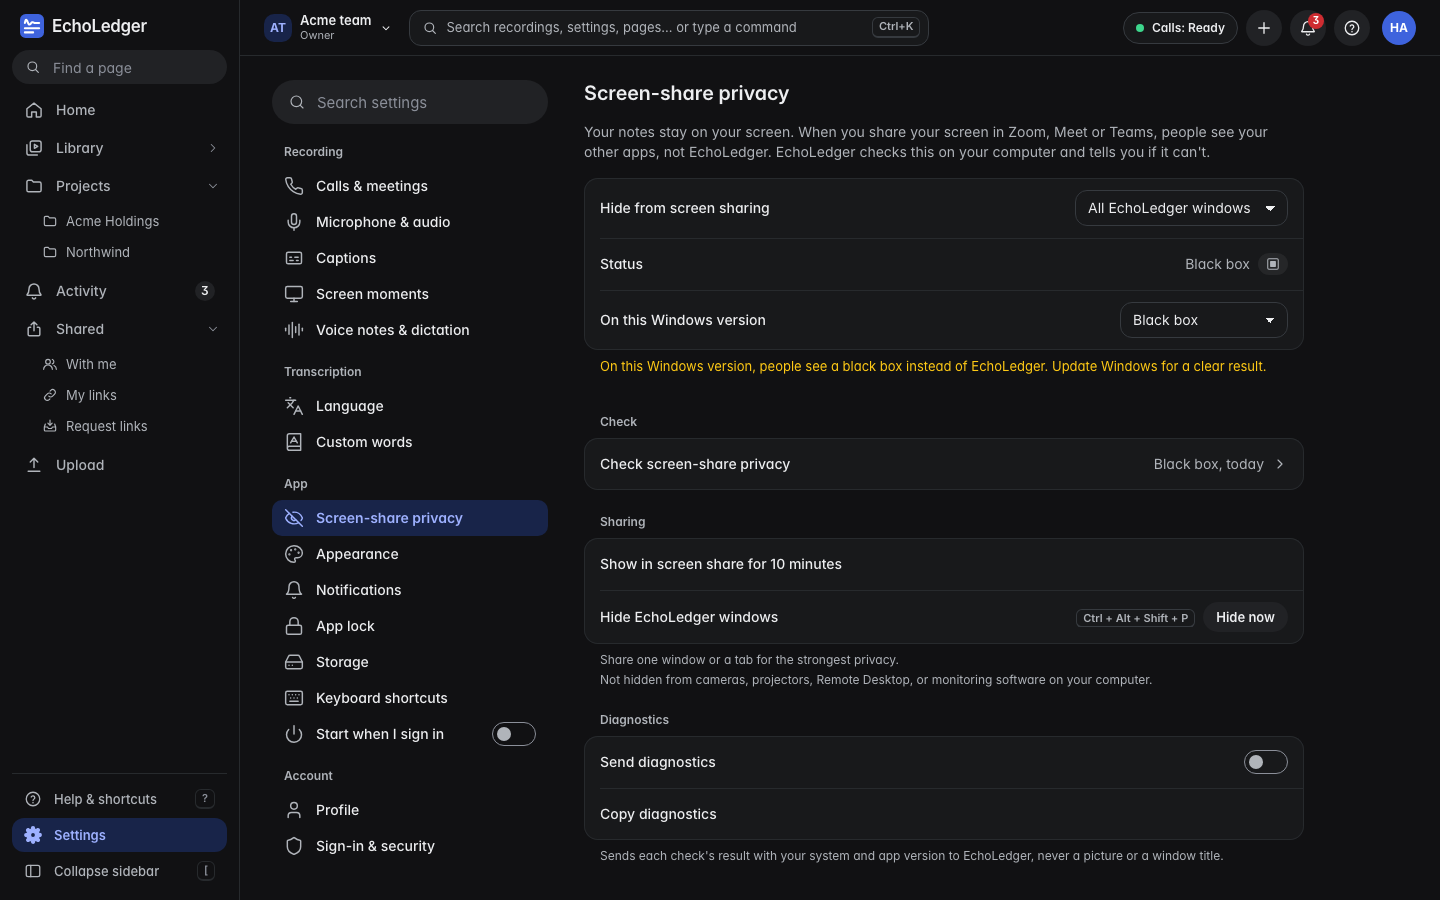 EchoLedger
Find a page
Home
Library
Projects
Acme Holdings
Northwind
Activity
3
Shared
With me
My links
Request links
Upload
Help & shortcuts
?
Settings
Collapse sidebar
[
AT
Acme team
Owner
Search recordings, settings, pages... or type a command
Ctrl+K
Calls: Ready
3
HA
Search settings
Recording
Calls & meetings
Microphone & audio
Captions
Screen moments
Voice notes & dictation
Transcription
Language
Custom words
App
Screen-share privacy
Appearance
Notifications
App lock
Storage
Keyboard shortcuts
Start when I sign in
Account
Profile
Sign-in & security
Screen-share privacy
Your notes stay on your screen. When you share your screen in Zoom, Meet or Teams, people see your
other apps, not EchoLedger. EchoLedger checks this on your computer and tells you if it can't.
Hide from screen sharing
All EchoLedger windows
Status
Black box
On this Windows version
Black box
On this Windows version, people see a black box instead of EchoLedger. Update Windows for a clear result.
Check
Check screen-share privacy
Black box, today
Sharing
Show in screen share for 10 minutes
Hide EchoLedger windows
Ctrl + Alt + Shift + P
Hide now
Share one window or a tab for the strongest privacy.
Not hidden from cameras, projectors, Remote Desktop, or monitoring software on your computer.
Diagnostics
Send diagnostics
Copy diagnostics
Sends each check's result with your system and app version to EchoLedger, never a picture or a window title.